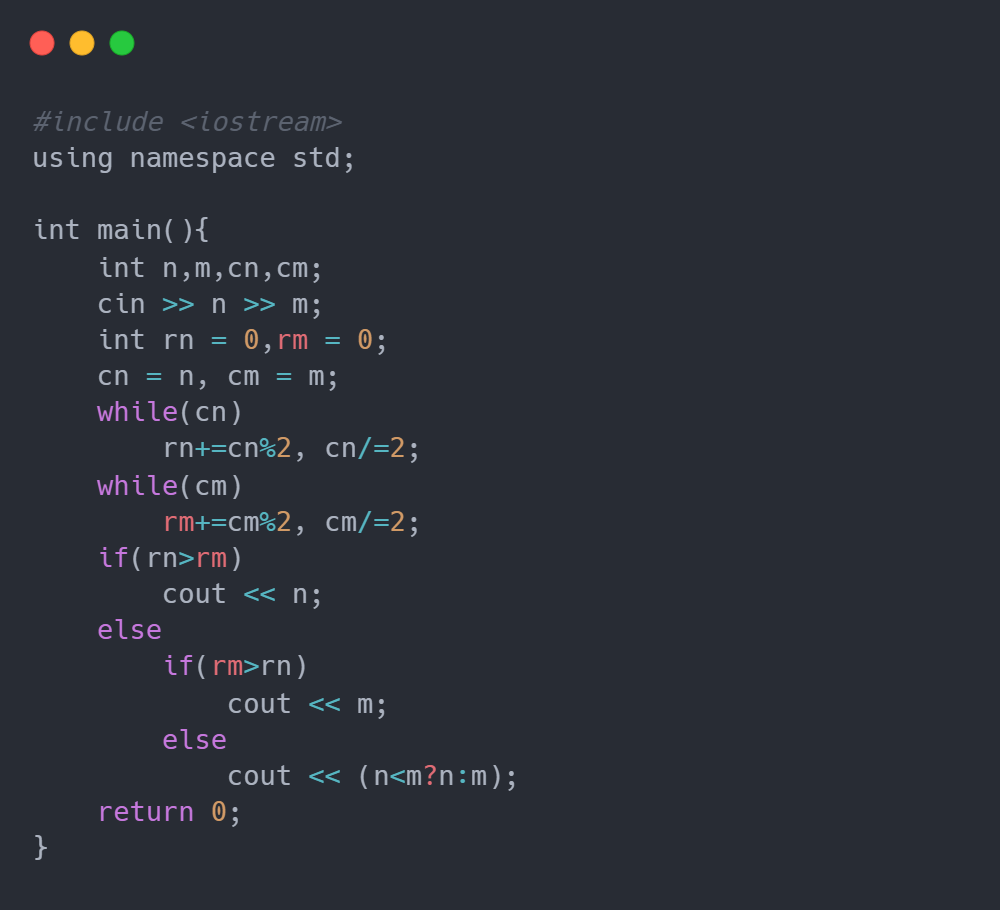 #include <iostream>
using namespace std;

int main(){
    int n,m,cn,cm;
    cin >> n >> m;
    int rn = 0,rm = 0;
    cn = n, cm = m;
    while(cn)
        rn+=cn%2, cn/=2;
    while(cm)
        rm+=cm%2, cm/=2;
    if(rn>rm)
        cout << n;
    else
        if(rm>rn)
            cout << m;
        else
            cout << (n<m?n:m);
    return 0;
}